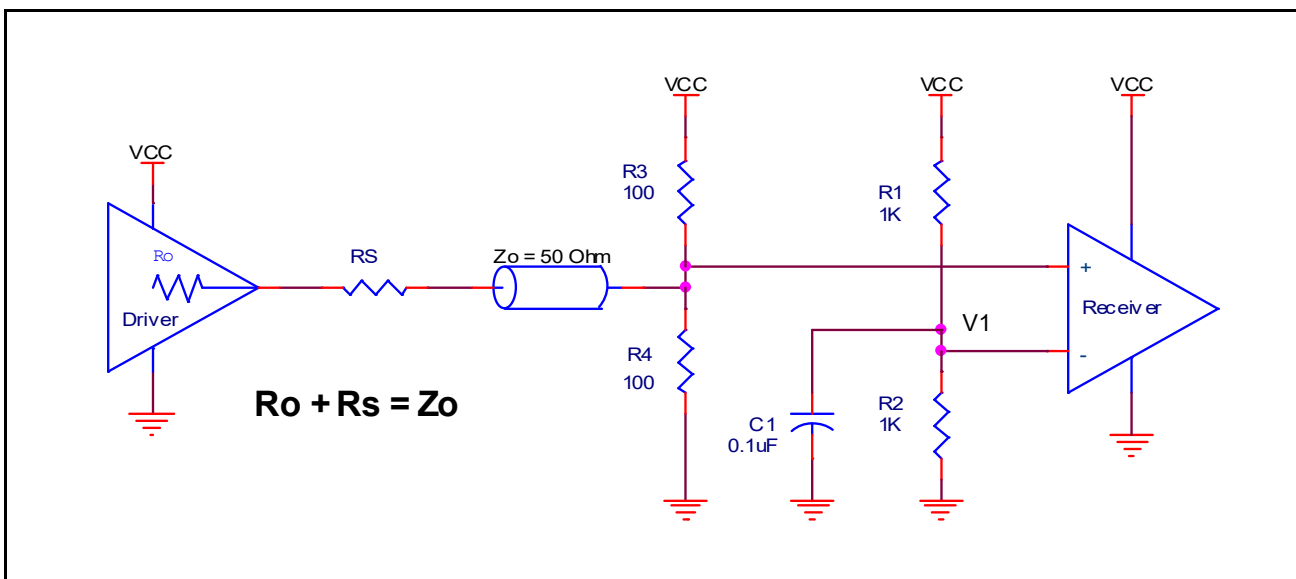 VCC
VCC
VCC
VCC
R3
100
R1
1K
Ro
RS
Zo = 50 Ohm
+
Driver
Receiver
V1
-
R4
100
Ro + Rs = Zo
C1
0.1uF
R2
1K